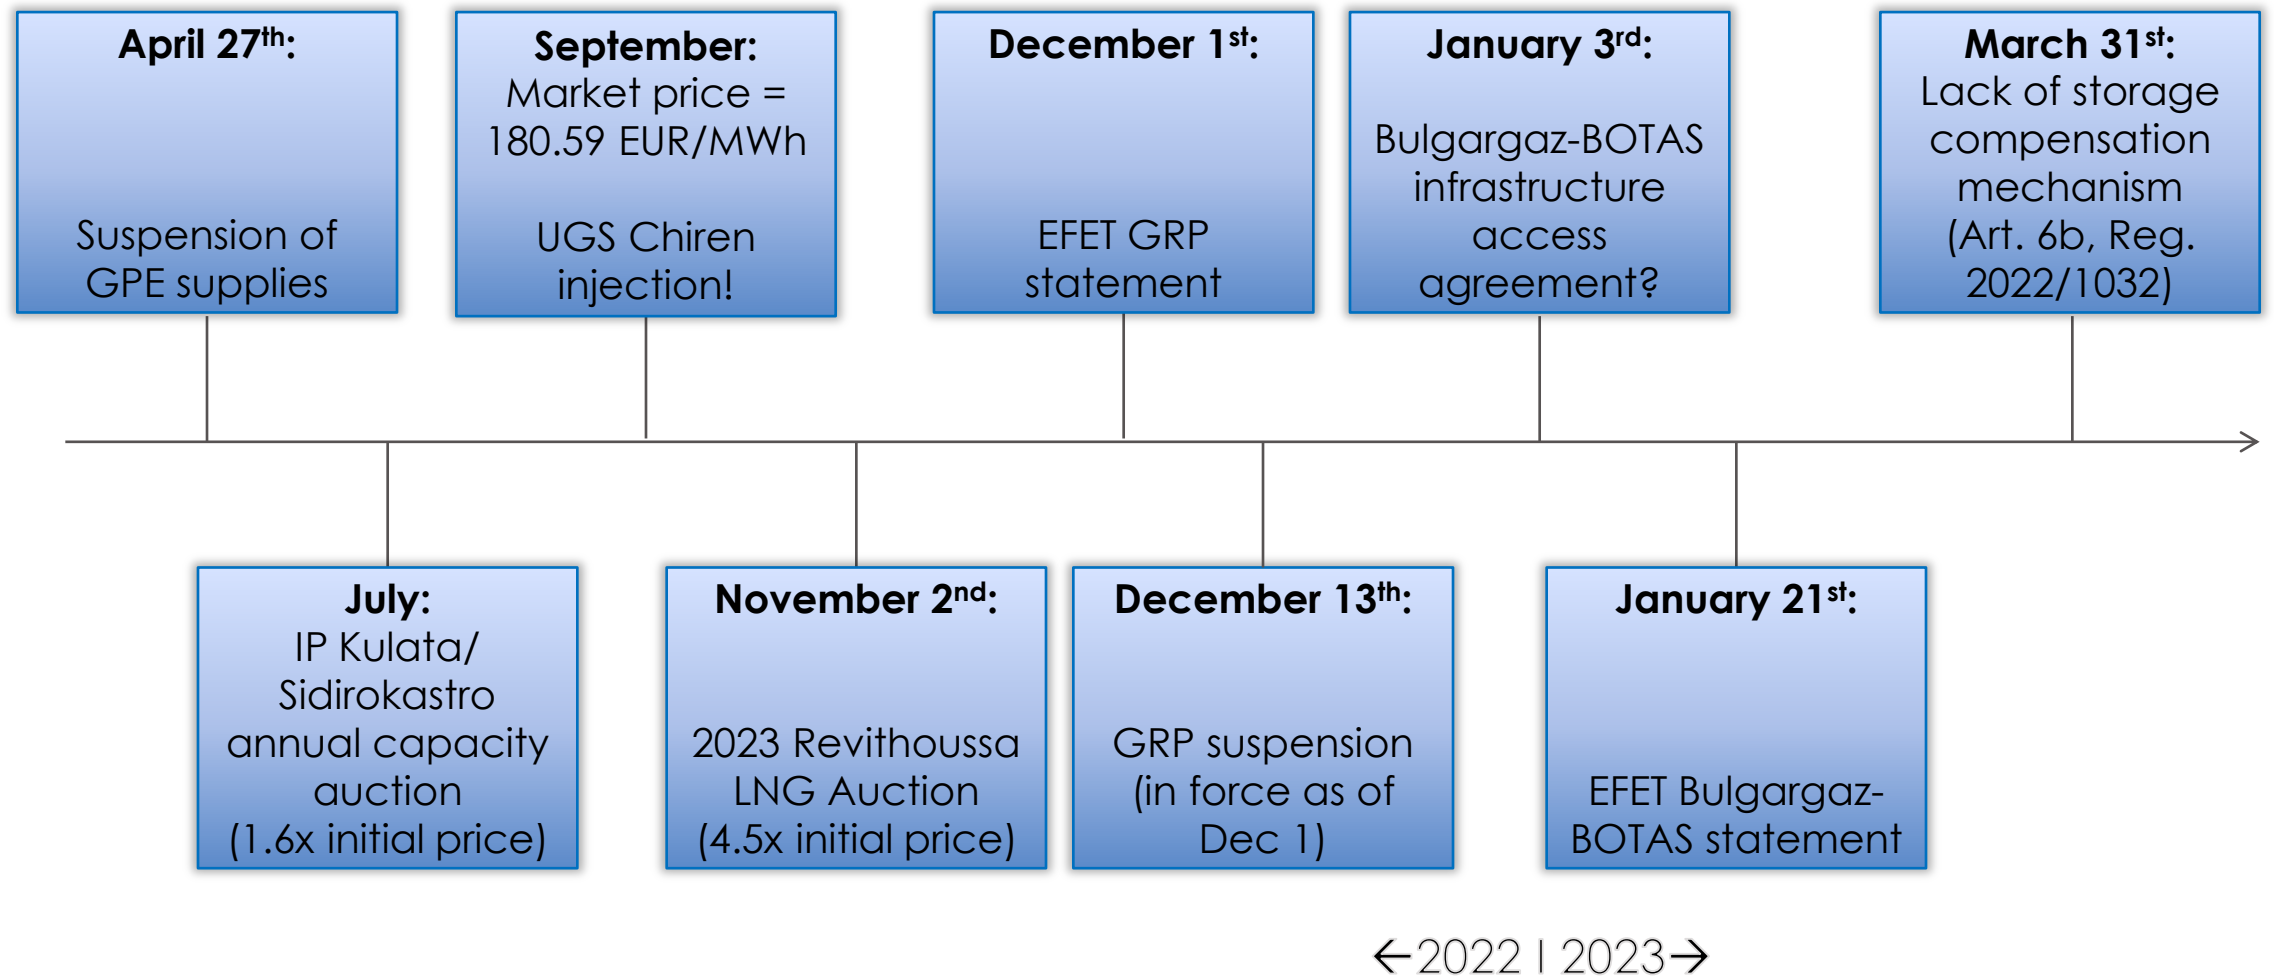 April 27th:
Suspension of
GPE supplies
September:
Market price =
180.59 EUR/MWh
UGS Chiren
injection!
December 1st:
EFET GRP
statement
January 3rd:
Bulgargaz-BOTAS
infrastructure
access
agreement?
March 31st:
Lack of storage
compensation
mechanism
(Art. 6b, Reg.
2022/1032)
July:
IP Kulata/
Sidirokastro
annual capacity
auction
(1.6x initial price)
November 2nd:
2023 Revithoussa
LNG Auction
(4.5x initial price)
December 13th:
GRP suspension
(in force as of
Dec 1)
January 21st:
EFET Bulgargaz-
BOTAS statement
←2022 I 2023→